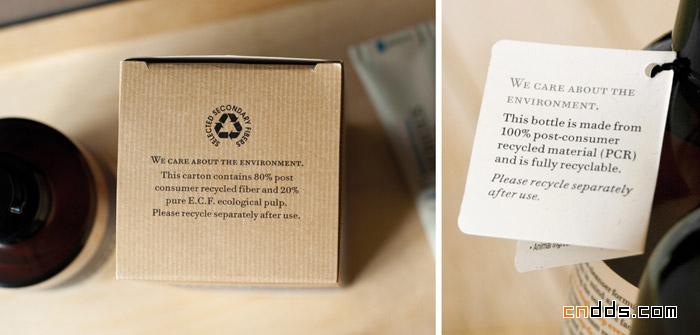 SELECTED SECONDARY FIBERS
WE CARE ABOUT THE ENVIRONMENT.
This carton contains 80% post
consumer recycled fiber and 20%
pure E.C.F. ecological pulp.
Please recycle separately after use.
WE CARE ABOUT THE
ENVIRONMENT.
This bottle is made from
100% post-consumer
recycled material (PCR)
and is fully recyclable.
Please recycle separately
after use.
cndds.com